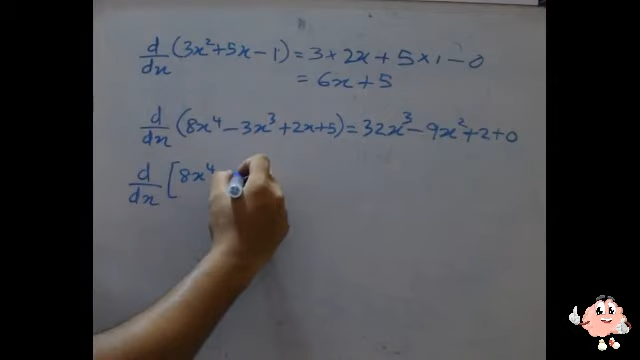 d/dx (3x² + 5x − 1) = 3 × 2x + 5 × 1 − 0
= 6x + 5
d/dx (8x⁴ − 3x³ + 2x + 5) = 32x³ − 9x² + 2 + 0
d/dx [8x⁴